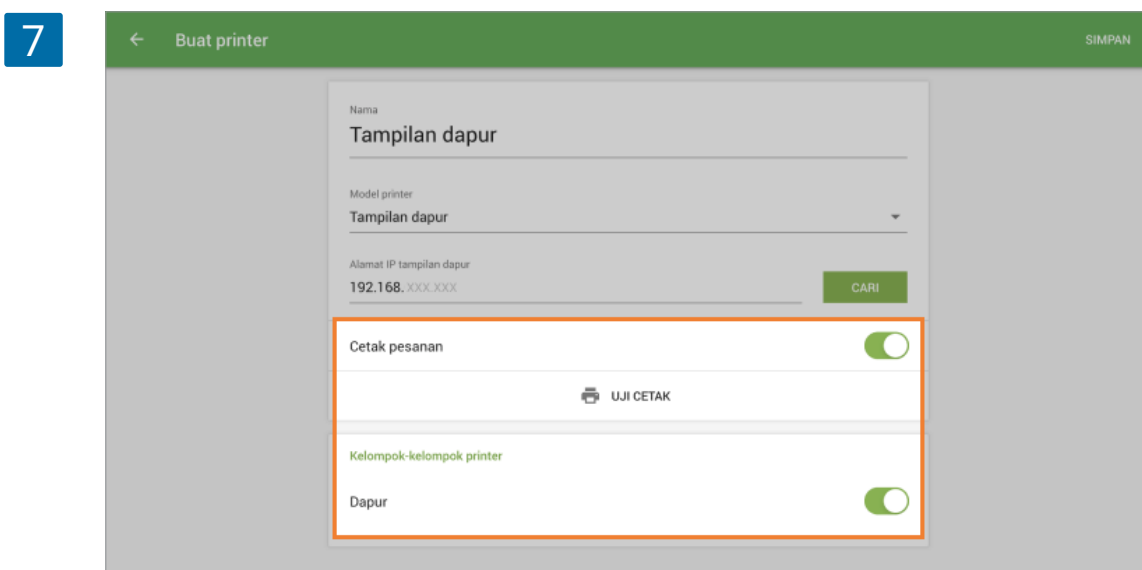 7
Buat printer
SIMPAN
Nama
Tampilan dapur
Model printer
Tampilan dapur
Alamat IP tampilan dapur
192.168.XXX.XXX
CARI
Cetak pesanan
UJI CETAK
Kelompok-kelompok printer
Dapur